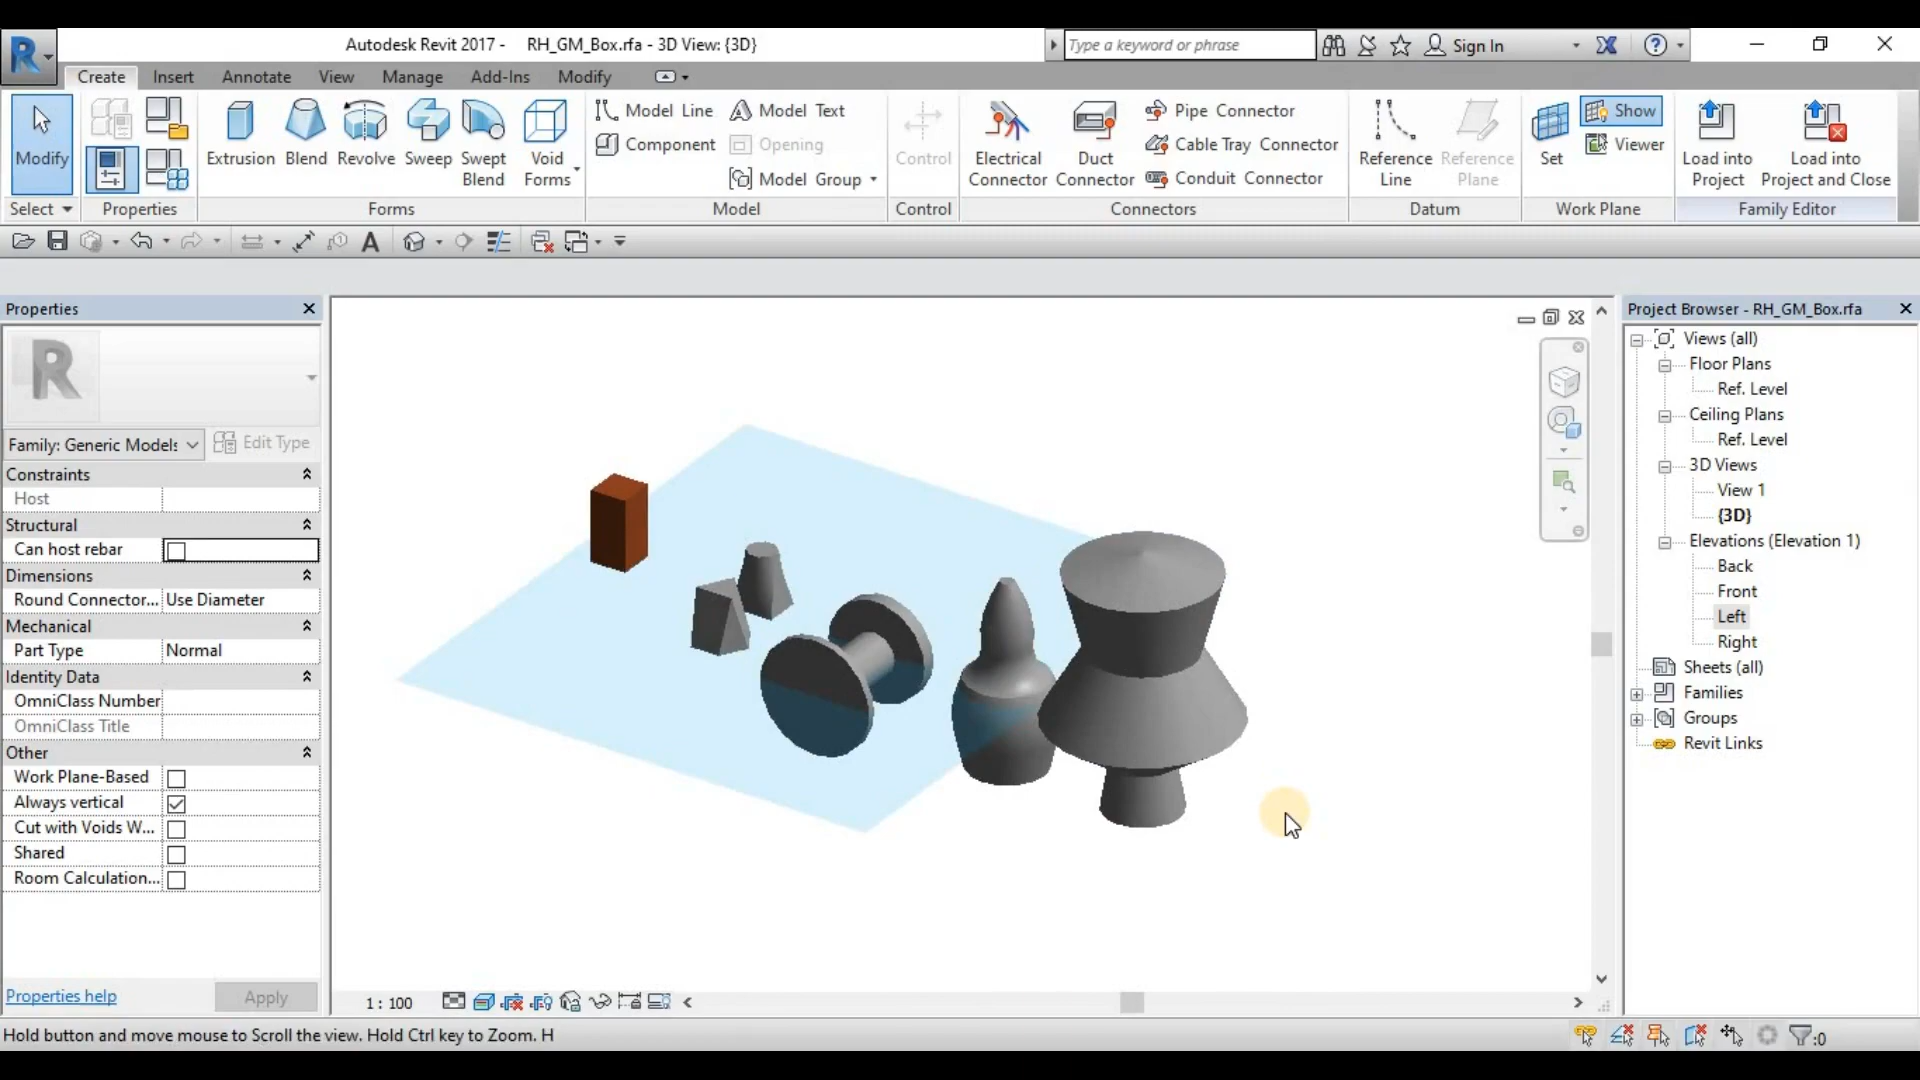 Autodesk Revit 2017 - RH_GM_Box.rfa - 3D View: {3D}
Type a keyword or phrase
Sign In
Create Insert Annotate View Manage Add-Ins Modify
Modify
Extrusion Blend Revolve Sweep Swept Blend Void Forms
Model Line Model Text
Component Opening
Model Group
Control
Electrical Connector Duct Connector
Pipe Connector
Cable Tray Connector
Conduit Connector
Reference Line Reference Plane
Set Show
Viewer
Load into Project Load into Project and Close
Select Properties Forms Model Control Connectors Datum Work Plane Family Editor
Properties
R
Family: Generic Models Edit Type
Constraints
Host
Structural
Can host rebar
Dimensions
Round Connector... Use Diameter
Mechanical
Part Type Normal
Identity Data
OmniClass Number
OmniClass Title
Other
Work Plane-Based
Always vertical
Cut with Voids W...
Shared
Room Calculation...
Properties help Apply
1 : 100
Project Browser - RH_GM_Box.rfa
Views (all)
Floor Plans
Ref. Level
Ceiling Plans
Ref. Level
3D Views
View 1
{3D}
Elevations (Elevation 1)
Back
Front
Left
Right
Sheets (all)
Families
Groups
Revit Links
Hold button and move mouse to Scroll the view. Hold Ctrl key to Zoom. H
:0